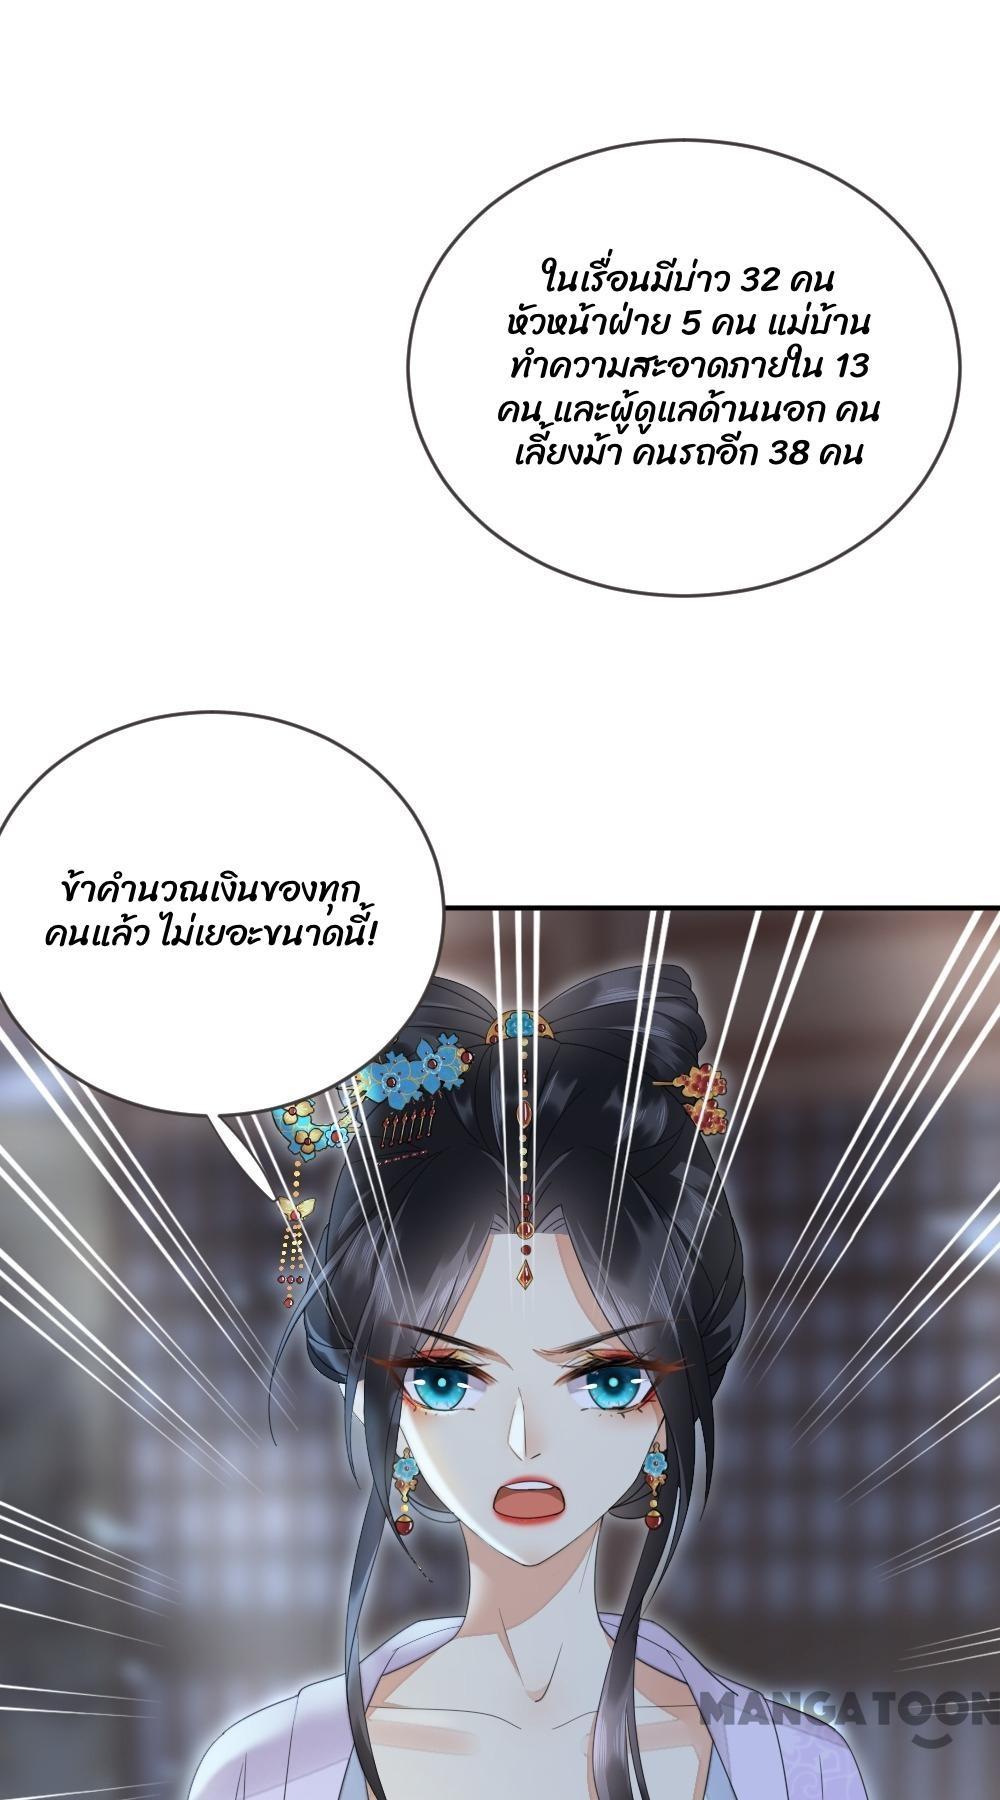 ในเรื่อนมีบ่าว 32 คน
หัวหน้าฝ่าย 5 คน แม่บ้าน
ทำความสะอาดภายใน 13
คน และผู้ดูแลด้านนอก คน
เลี้ยงม้า คนรถอีก 38 คน
ข้าคำนวณเงินของทุก
คนแล้ว ไม่เยอะขนาดนี้!
MANGATOON